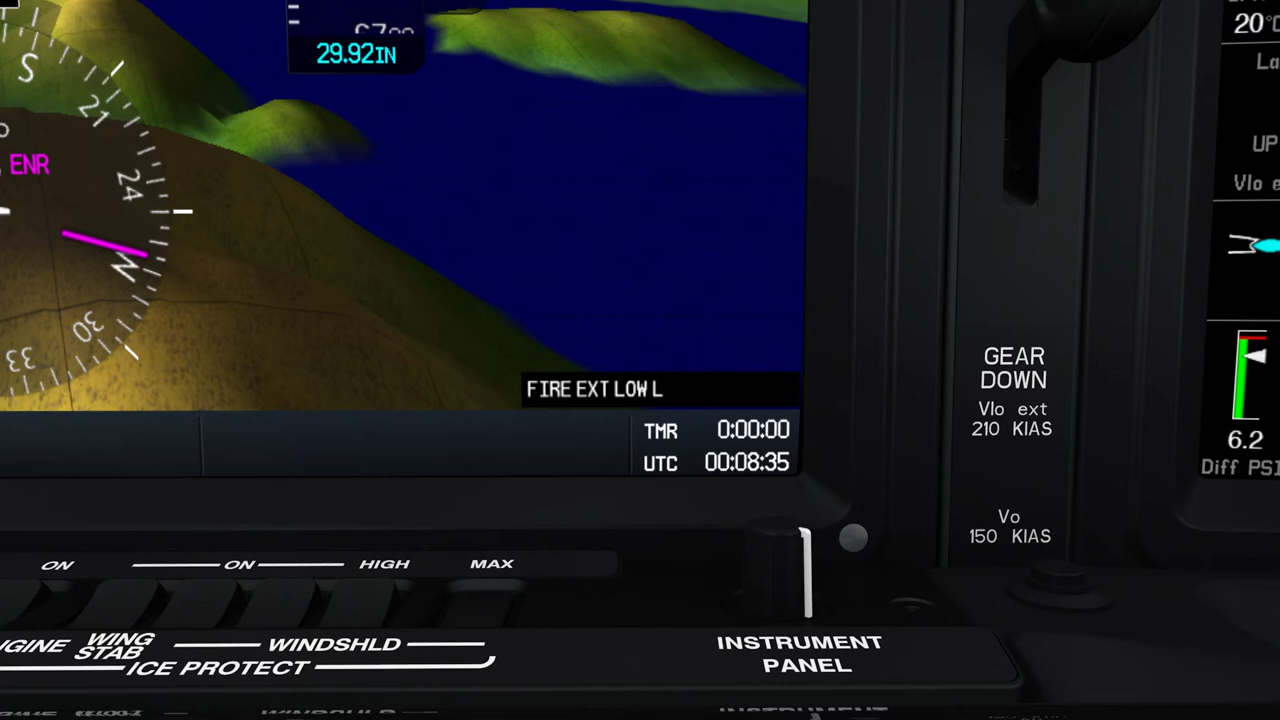 S
21
24
W
30
33
ENR
29.92IN
FIRE EXT LOW L
TMR 0:00:00
UTC 00:08:35
GEAR
DOWN
Vlo ext
210 KIAS
Vo
150 KIAS
20°C
UP
Vlo
6.2
Diff PSI
ON ON HIGH MAX
WING
STAB
WINDSHLD
ICE PROTECT
INSTRUMENT
PANEL